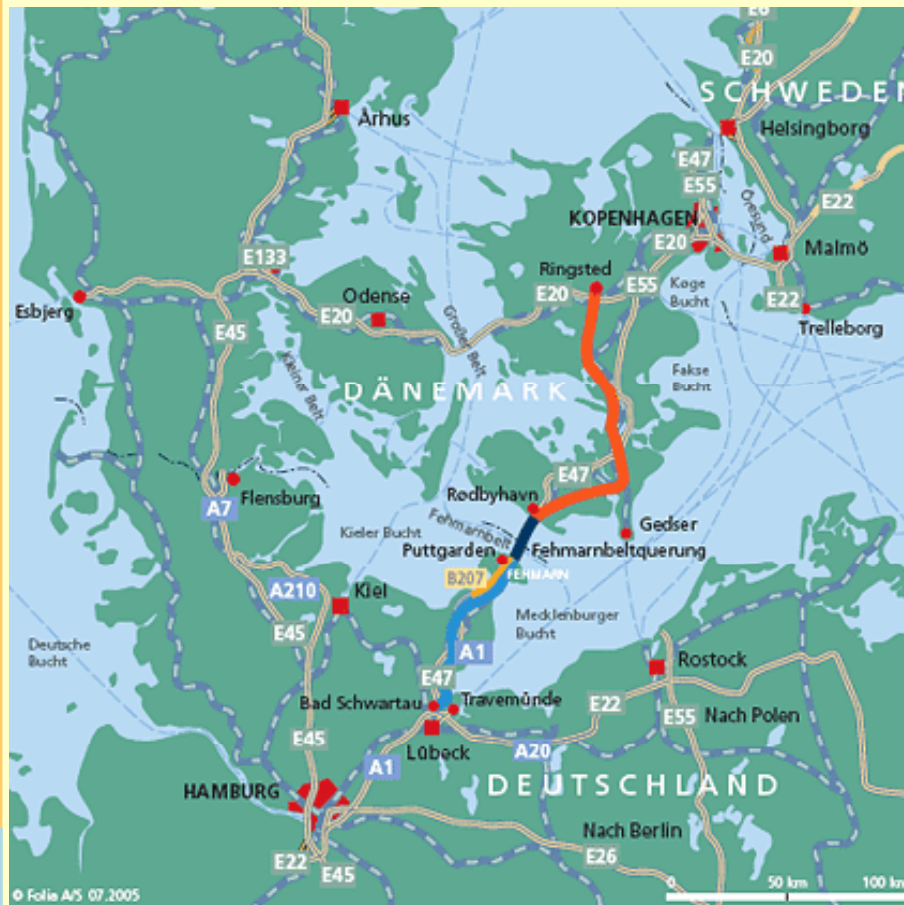 E6
E20
SCHWEDEN
Århus
Helsingborg
E47
E55
E22
KOPENHAGEN
Öresund
E20
Malmö
E133
Ringsted
Esbjerg
Odense
E20
E55
Køge
Bucht
E22
E45
E20
Großer Belt
Trelleborg
Kleiner Belt
Fakse
Bucht
DÄNEMARK
E47
Flensburg
Rødbyhavn
A7
Kieler Bucht
Fehmarnbelt
Gedser
Puttgarden
Fehmarnbeltquerung
B207
FEHMARN
A210
Kiel
Mecklenburger
Bucht
E45
Deutsche
Bucht
A1
Rostock
E47
Bad Schwartau
Travemünde
E22
E55
Nach Polen
E45
Lübeck
A20
A1
HAMBURG
DEUTSCHLAND
Nach Berlin
E22
E45
E26
0
50 km
100 km
© Folia A/S 07.2005